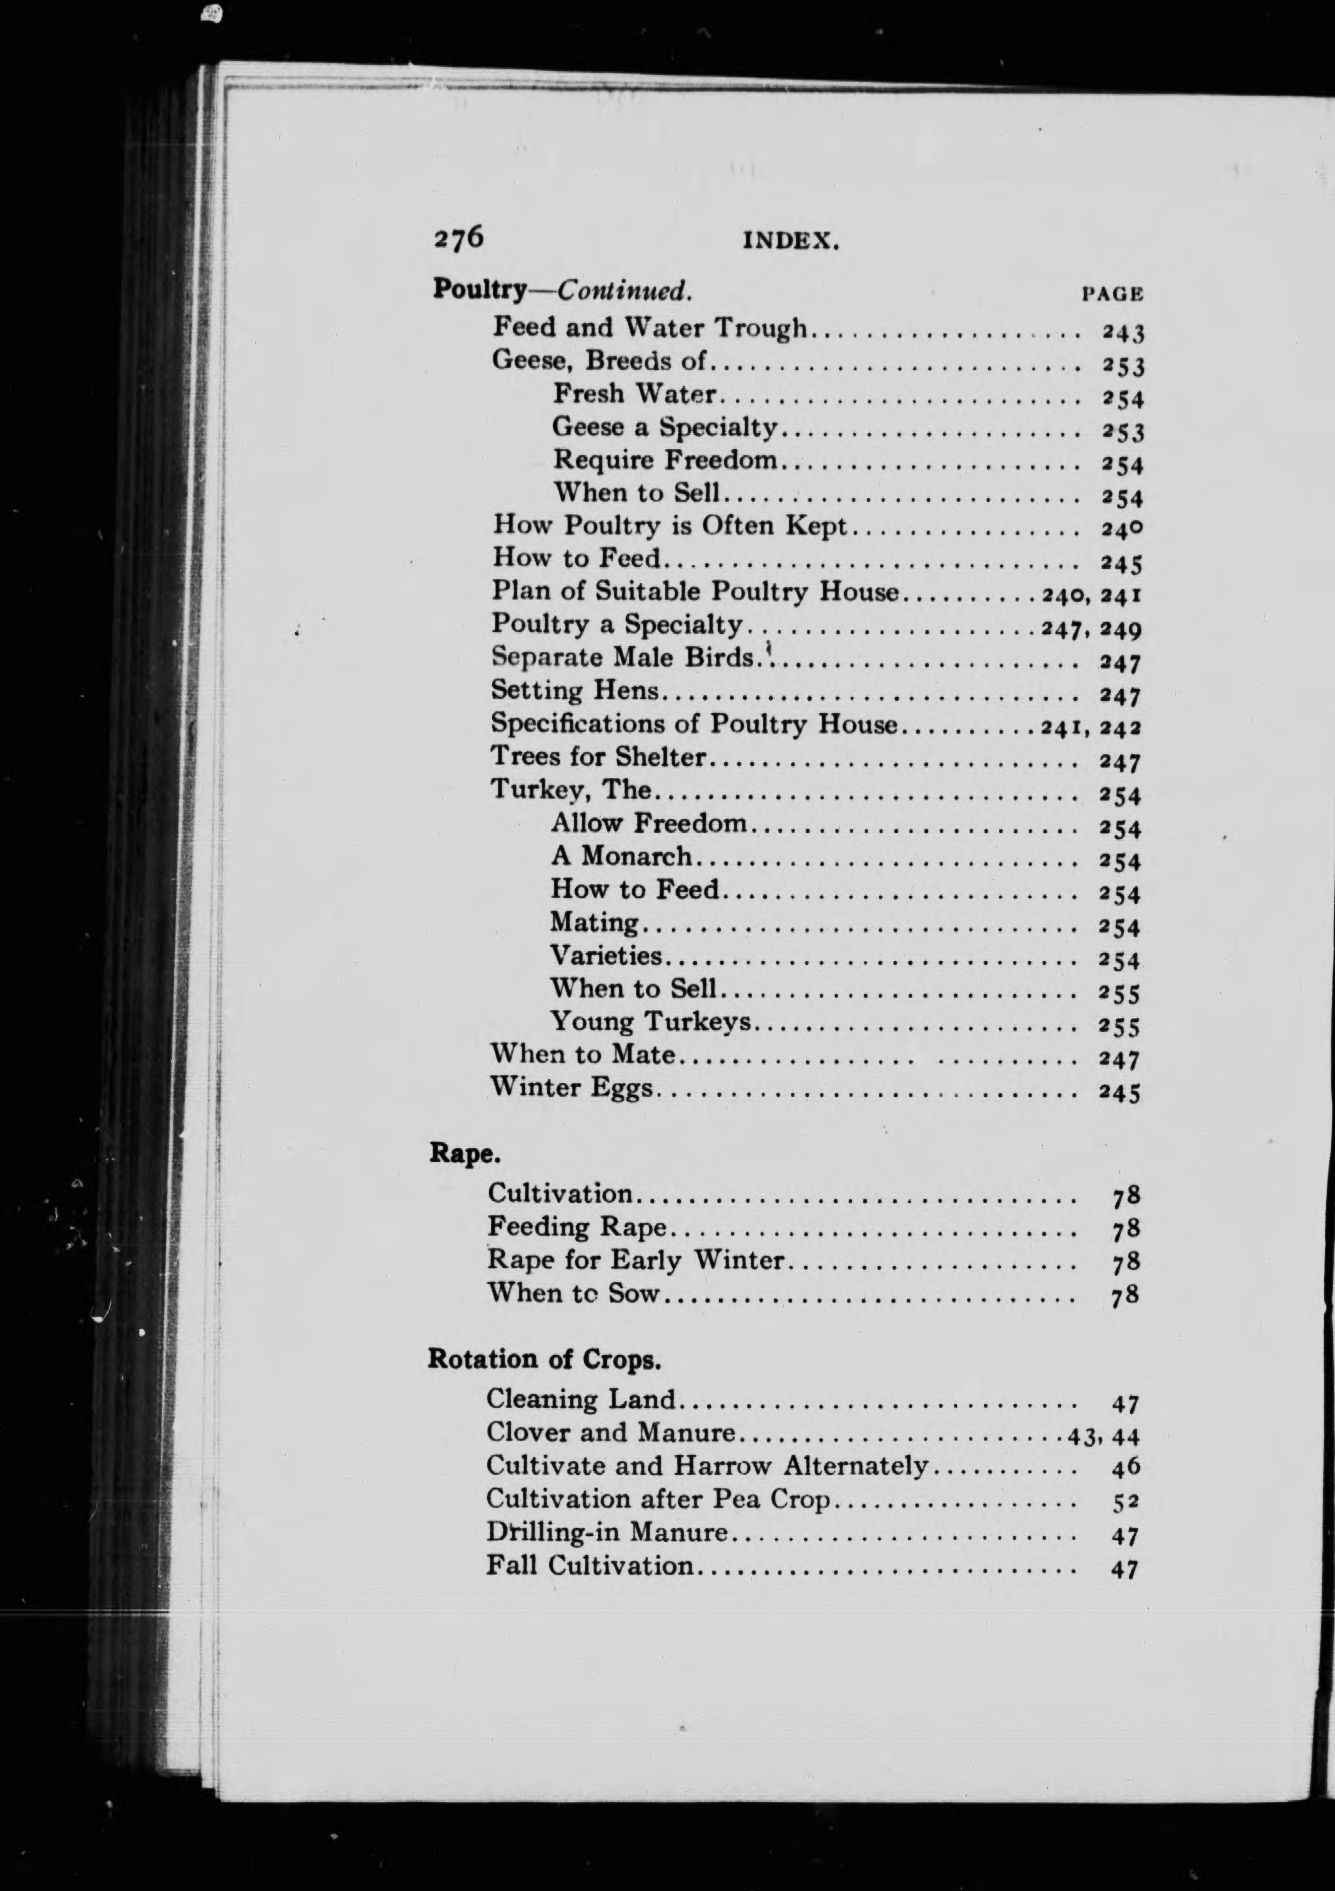 276 INDEX.
Poultry—Continued. PAGE
Feed and Water Trough................... 243
Geese, Breeds of........................... 253
Fresh Water.......................... 254
Geese a Specialty...................... 253
Require Freedom...................... 254
When to Sell.......................... 254
How Poultry is Often Kept................ 240
How to Feed.............................. 245
Plan of Suitable Poultry House..........240, 241
Poultry a Specialty.....................247, 249
Separate Male Birds....................... 247
Setting Hens.............................. 247
Specifications of Poultry House..........241, 242
Trees for Shelter........................... 247
Turkey, The............................... 254
Allow Freedom........................ 254
A Monarch............................ 254
How to Feed.......................... 254
Mating................................ 254
Varieties.............................. 254
When to Sell.......................... 255
Young Turkeys........................ 255
When to Mate............................ 247
Winter Eggs.............................. 245
Rape.
Cultivation................................ 78
Feeding Rape............................. 78
Rape for Early Winter..................... 78
When to Sow.............................. 78
Rotation of Crops.
Cleaning Land............................. 47
Clover and Manure.......................43, 44
Cultivate and Harrow Alternately........... 46
Cultivation after Pea Crop.................. 52
Drilling-in Manure......................... 47
Fall Cultivation............................ 47